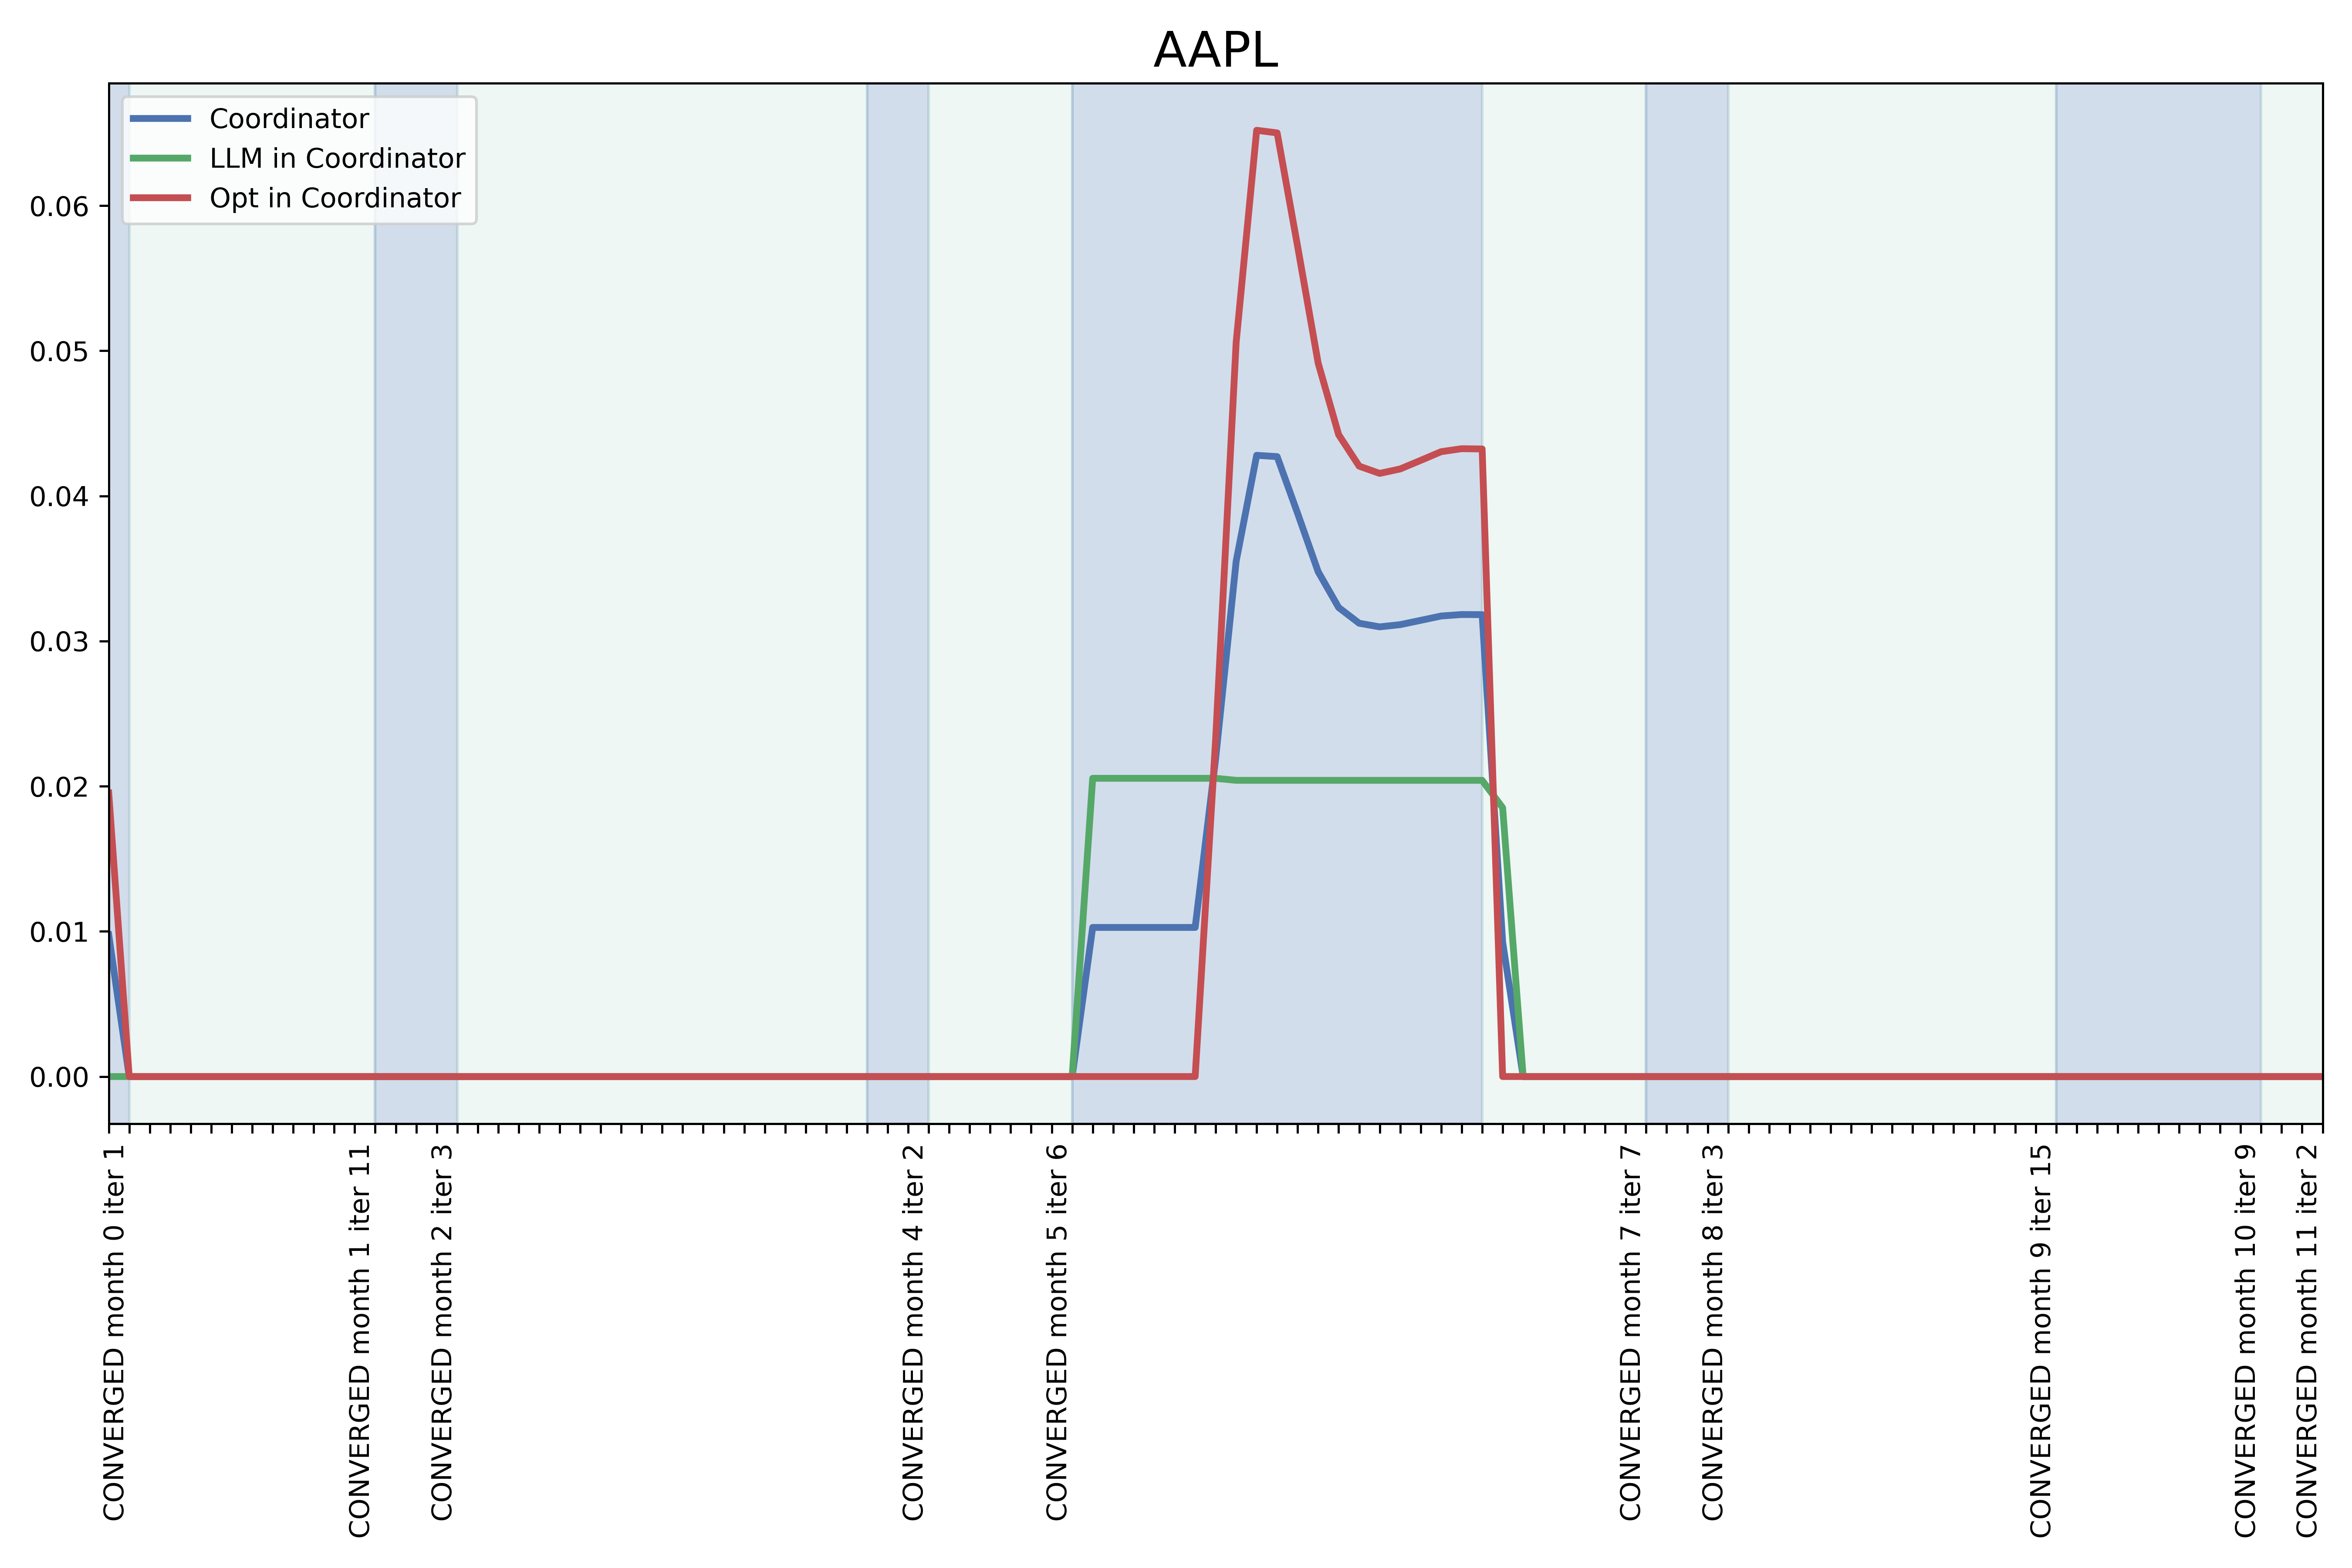 AAPL
Coordinator
LLM in Coordinator
Opt in Coordinator
0.06
0.05
0.04
0.03
0.02
0.01
0.00
CONVERGED month 0 iter 1
CONVERGED month 1 iter 11
CONVERGED month 2 iter 3
CONVERGED month 4 iter 2
CONVERGED month 5 iter 6
CONVERGED month 7 iter 7
CONVERGED month 8 iter 3
CONVERGED month 9 iter 15
CONVERGED month 10 iter 9
CONVERGED month 11 iter 2